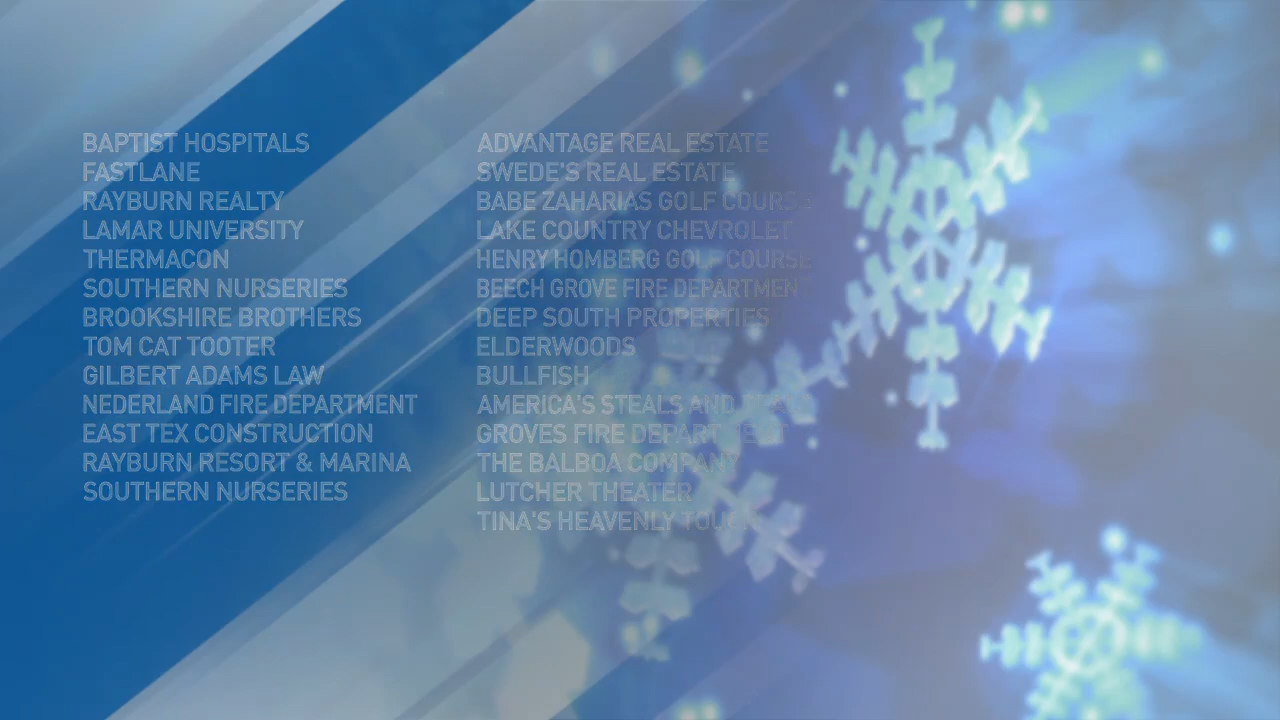 BAPTIST HOSPITALS
FASTLANE
RAYBURN REALTY
LAMAR UNIVERSITY
THERMACON
SOUTHERN NURSERIES
BROOKSHIRE BROTHERS
TOM CAT TOOTER
GILBERT ADAMS LAW
NEDERLAND FIRE DEPARTMENT
EAST TEX CONSTRUCTION
RAYBURN RESORT & MARINA
SOUTHERN NURSERIES
ADVANTAGE REAL ESTATE
SWEDE'S REAL ESTATE
BABE ZAHARIAS GOLF COURSE
LAKE COUNTRY CHEVROLET
HENRY HOMBERG GOLF COURSE
BEECH GROVE FIRE DEPARTMEN
DEEP SOUTH PROPERTIES
ELDERWOODS
BULLFISH
AMERICA'S STEALS AND
GROVES FIRE DEPARTMENT
THE BALBOA COMPANY
LUTCHER THEATER
TINA'S HEAVENLY TOUCH